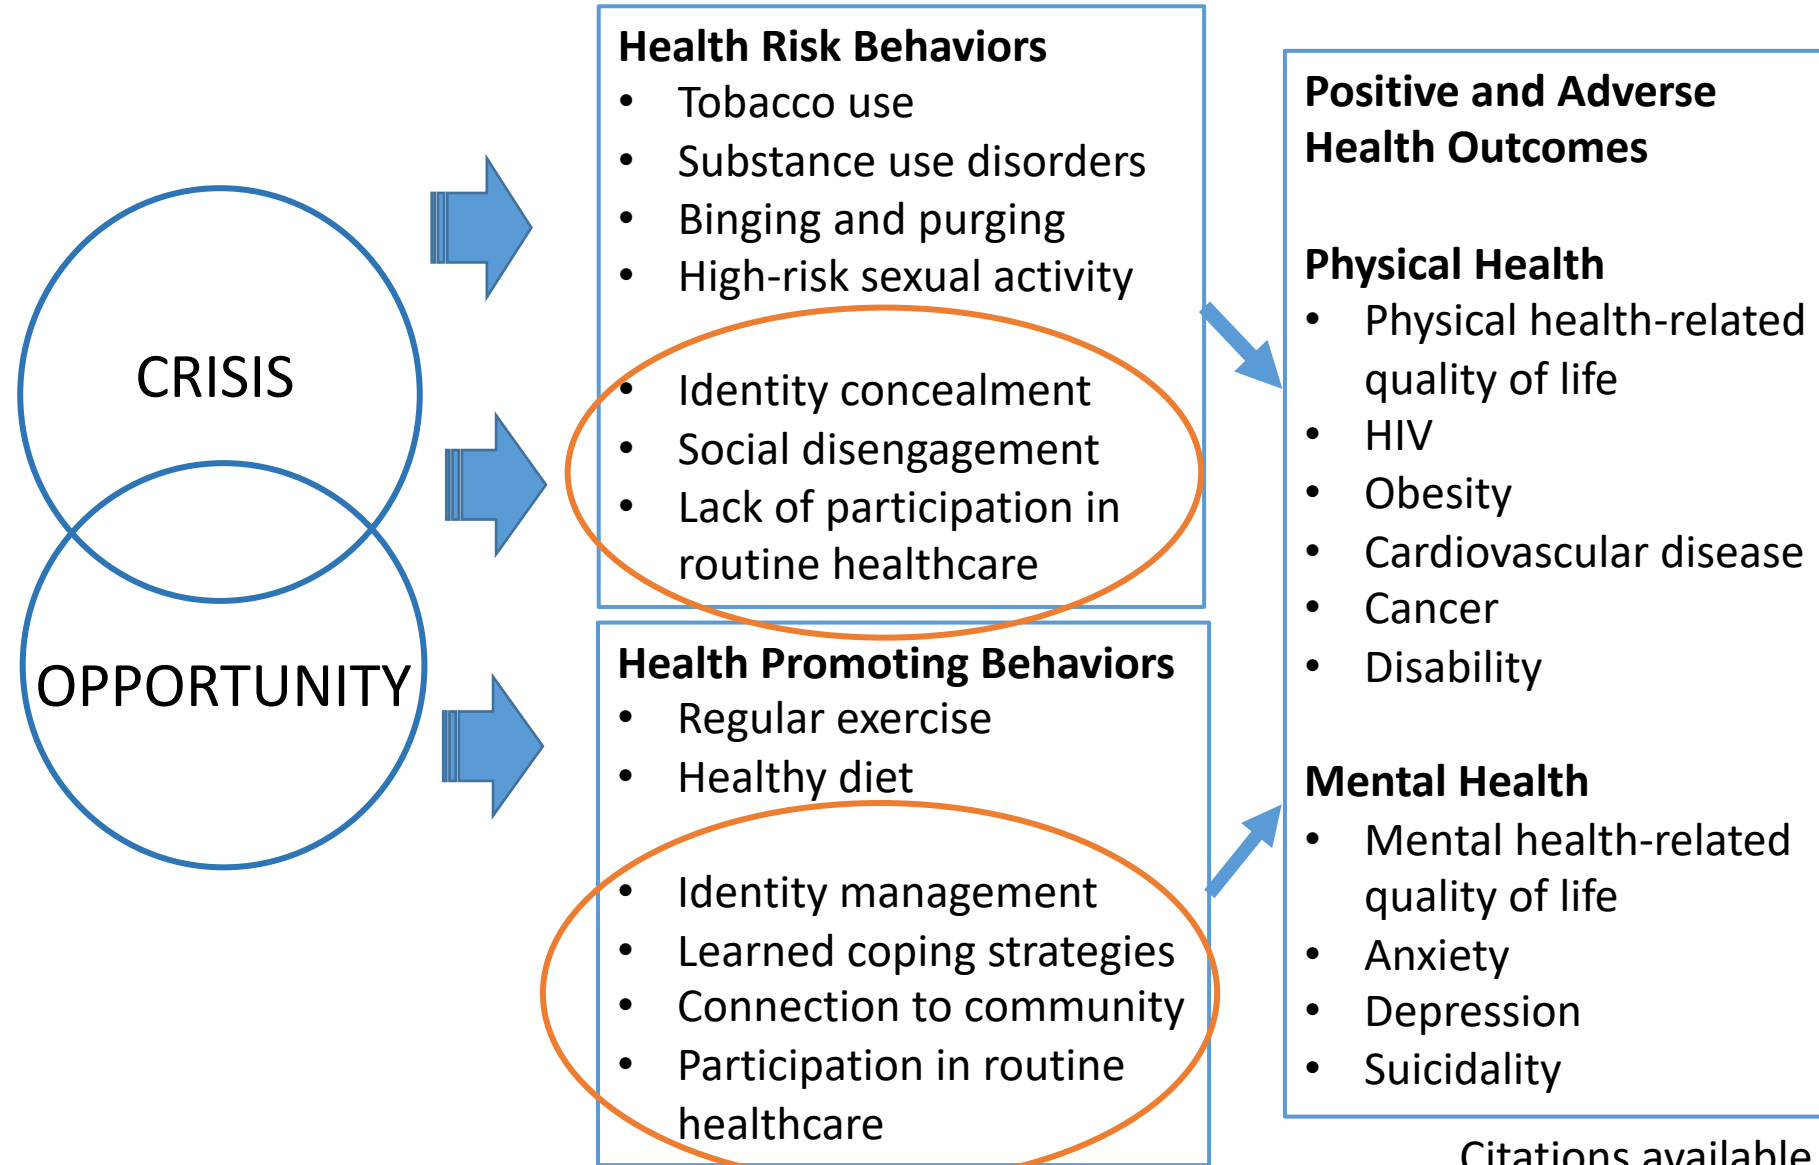 CRISIS
OPPORTUNITY
Health Risk Behaviors
• Tobacco use
• Substance use disorders
• Binging and purging
• High-risk sexual activity
• Identity concealment
• Social disengagement
• Lack of participation in
routine healthcare
Health Promoting Behaviors
• Regular exercise
• Healthy diet
• Identity management
• Learned coping strategies
• Connection to community
• Participation in routine
healthcare
Positive and Adverse
Health Outcomes
Physical Health
• Physical health-related
quality of life
• HIV
• Obesity
• Cardiovascular disease
• Cancer
• Disability
Mental Health
• Mental health-related
quality of life
• Anxiety
• Depression
• Suicidality
Citations available